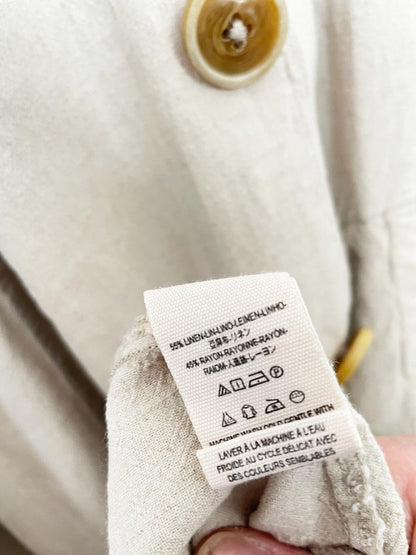 55% LINEN-LIN-LINO-LEINEN-LINHO-
亚麻布-リネン
45% RAYON-RAYONNE-RAYON-
RAIOM-人造絲-レーヨン
MACHINE WASH COLD GENTLE WITH
LAVER À LA MACHINE À L'EAU
FROIDE AU CYCLE DÉLICAT AVEC
DES COULEURS SEMBLABLES